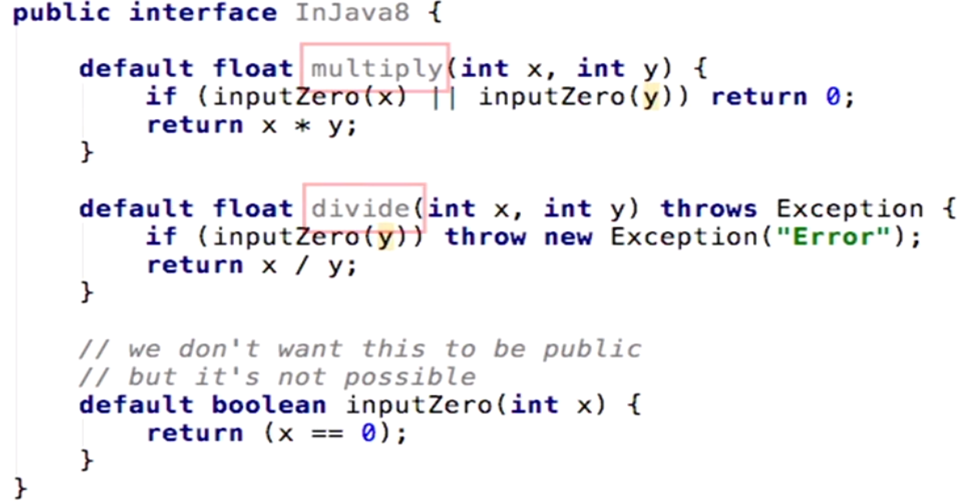 public interface InJava8 {
default float multiply(int x, int y) {
if (inputZero(x) || inputZero(y)) return 0;
return x * y;
}
default float divide(int x, int y) throws Exception {
if (inputZero(y)) throw new Exception("Error");
return x / y;
}
// we don't want this to be public
// but it's not possible
default boolean inputZero(int x) {
return (x == 0);
}
}